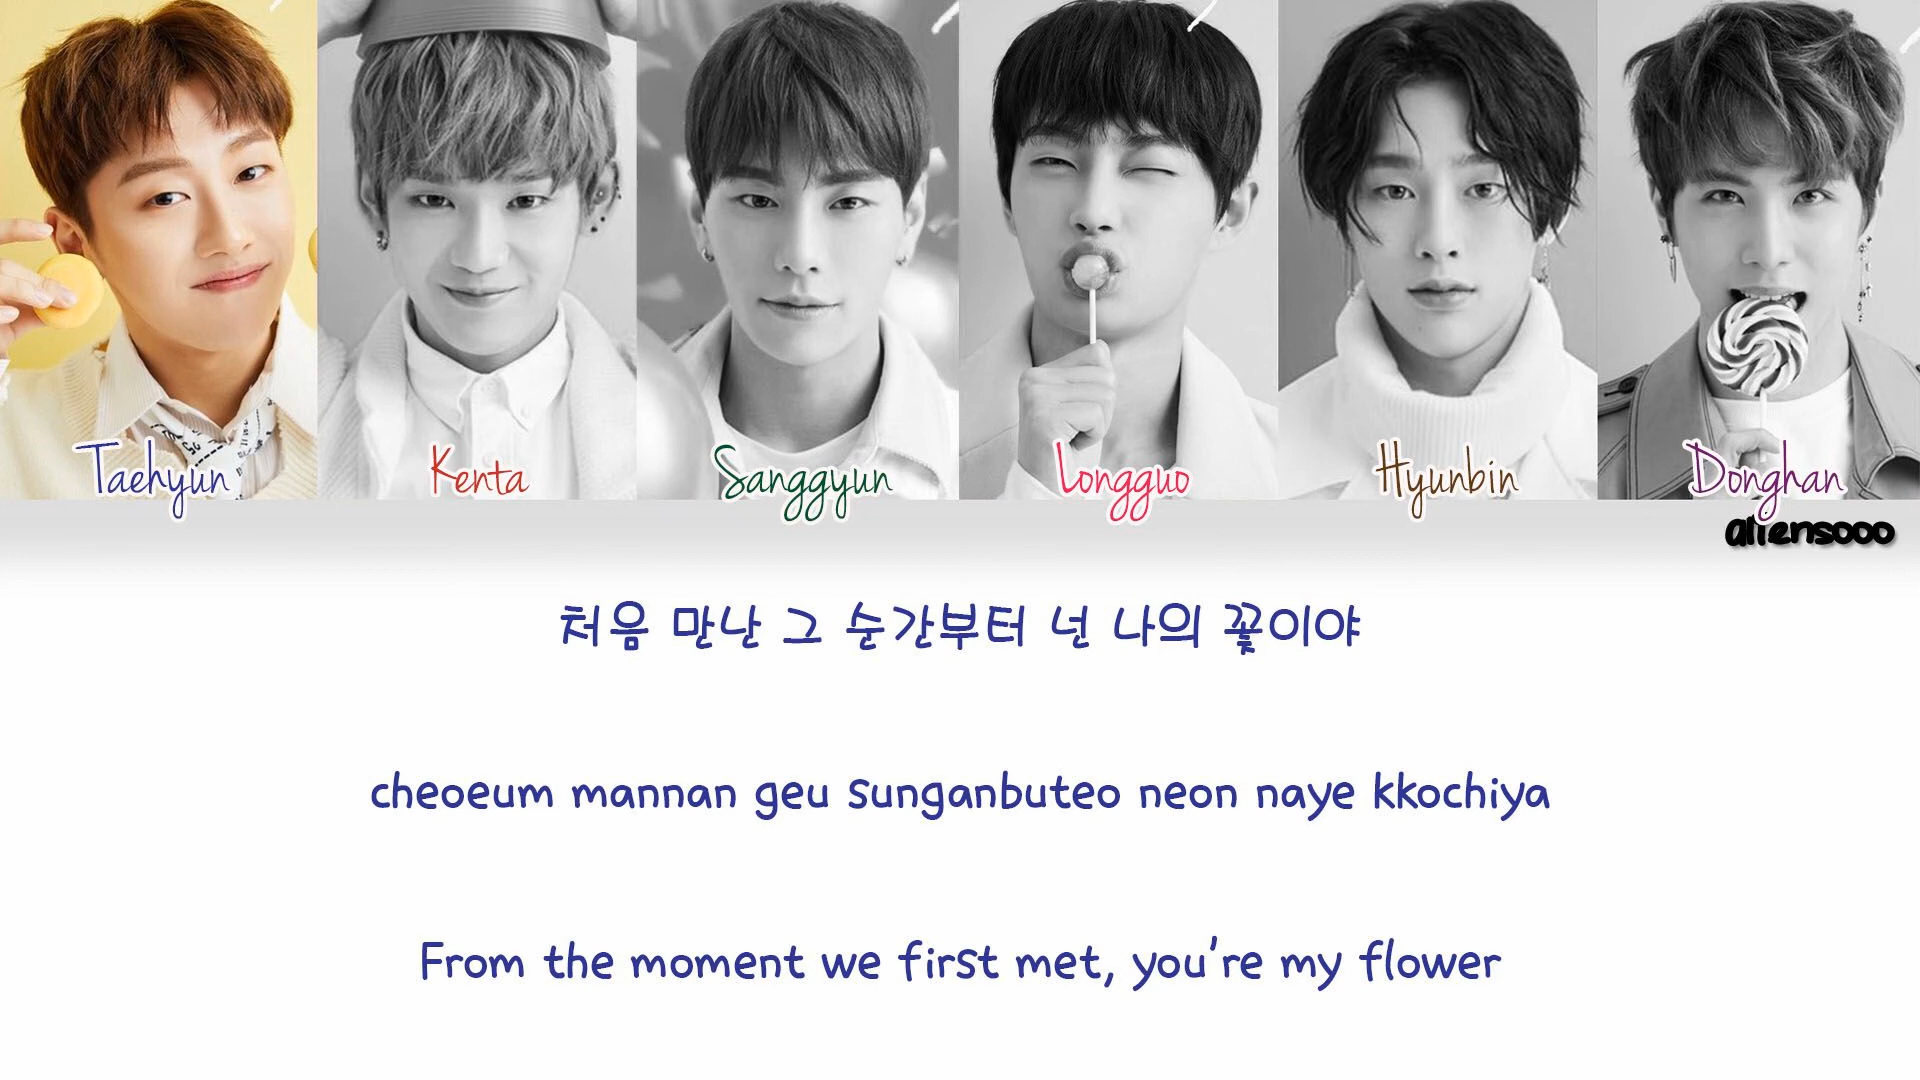 Taehyun Kenta Sanggyun Longguo Hyunbin Donghan
aliensooo
처음 만난 그 순간부터 넌 나의 꽃이야
cheoeum mannan geu sunganbuteo neon naye kkochiya
From the moment we first met, you're my flower